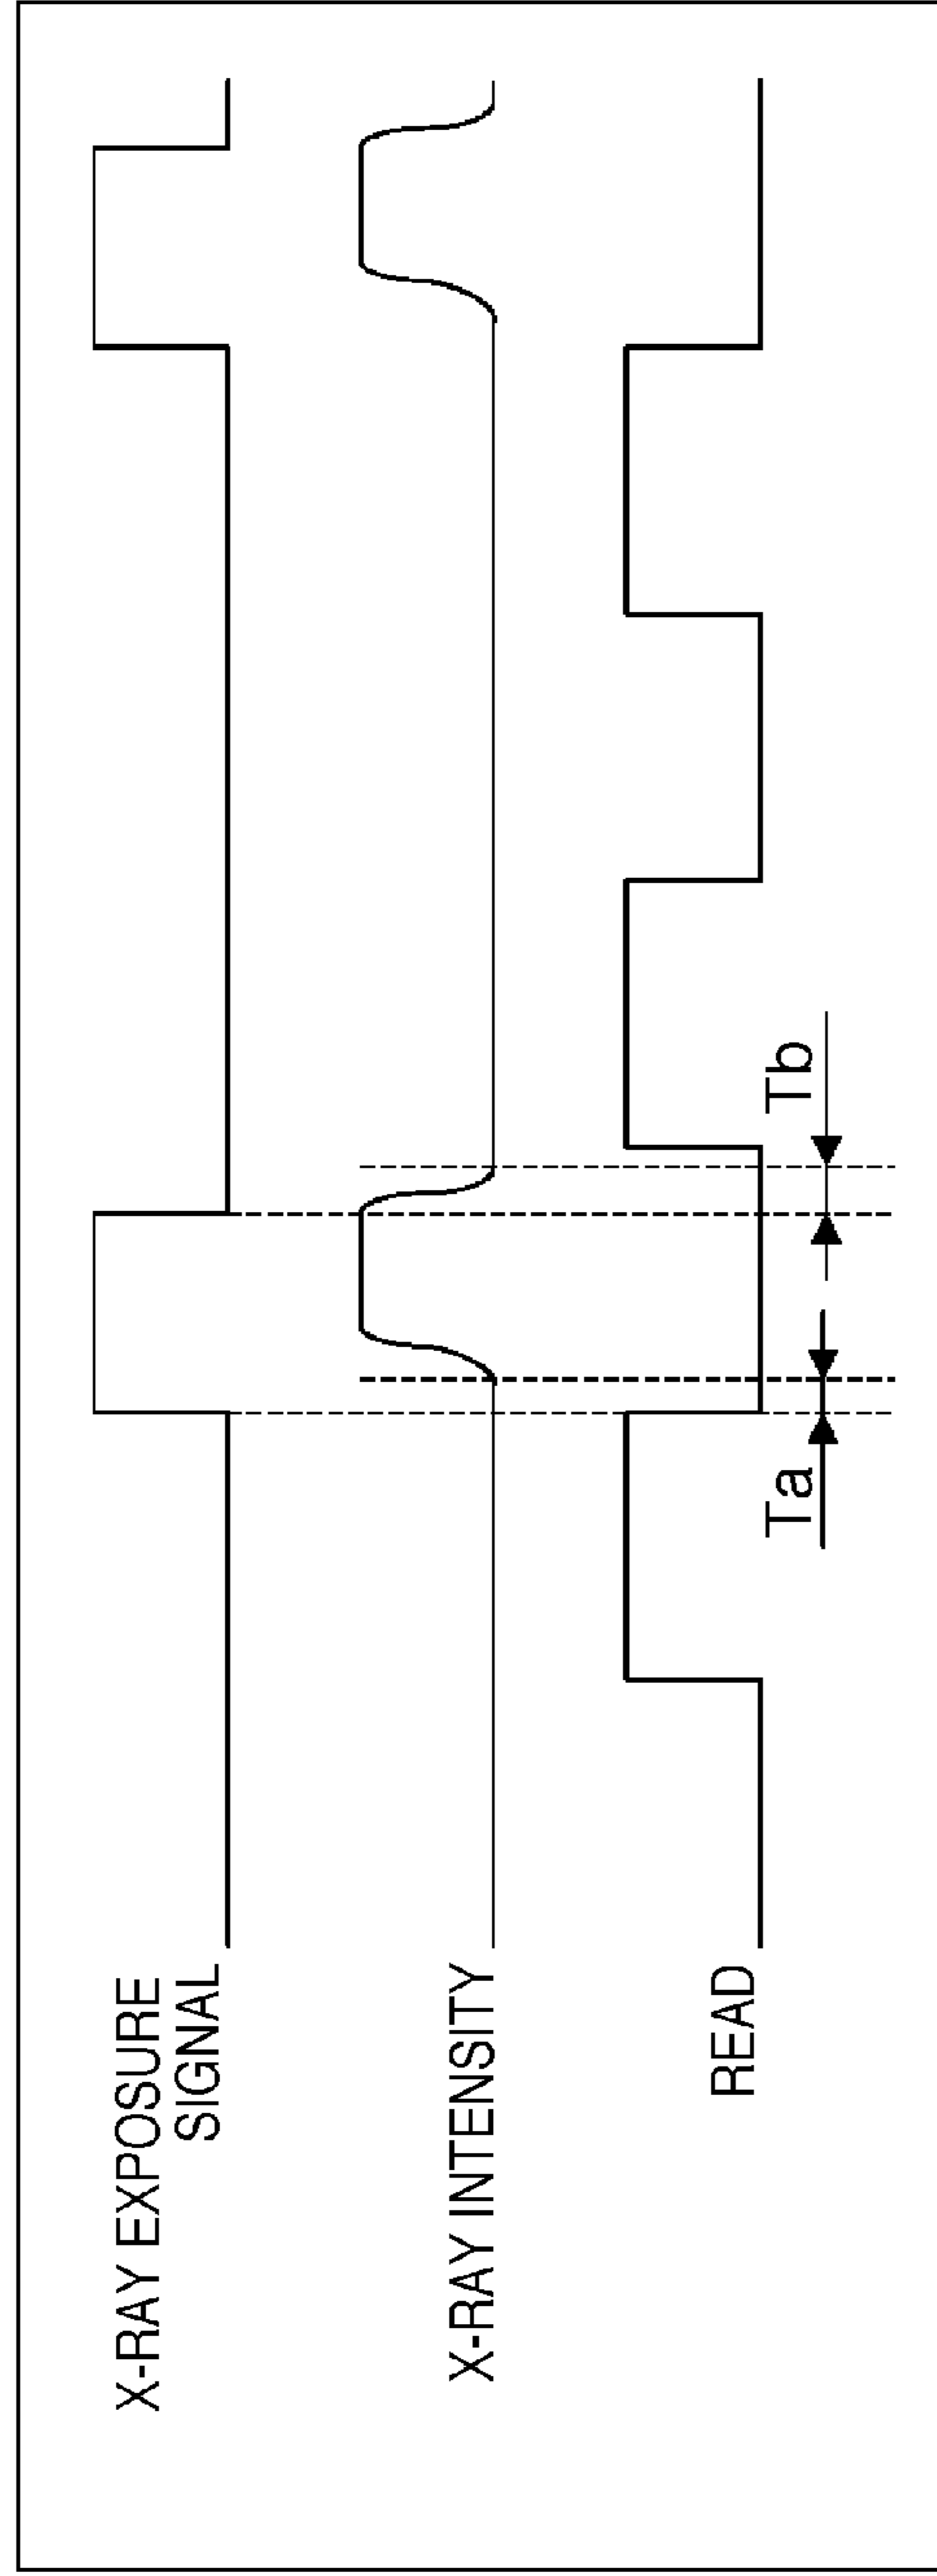 X-RAY EXPOSURE
SIGNAL
X-RAY INTENSITY
READ
Ta
Tb